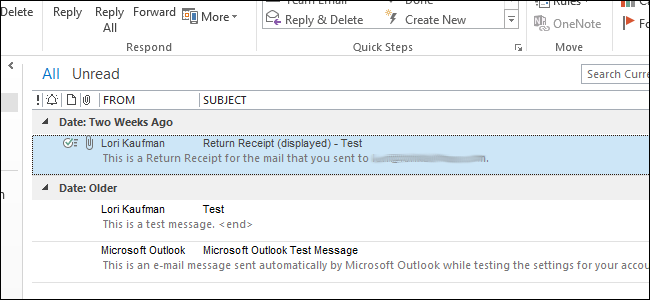 Team Email Done Rules
Delete Reply Reply All Forward More Reply & Delete Create New OneNote
Respond Quick Steps Move
All Unread Search Curre
! FROM SUBJECT
Date: Two Weeks Ago
Lori Kaufman Return Receipt (displayed) - Test
This is a Return Receipt for the mail that you sent to
Date: Older
Lori Kaufman Test
This is a test message. <end>
Microsoft Outlook Microsoft Outlook Test Message
This is an e-mail message sent automatically by Microsoft Outlook while testing the settings for your accou